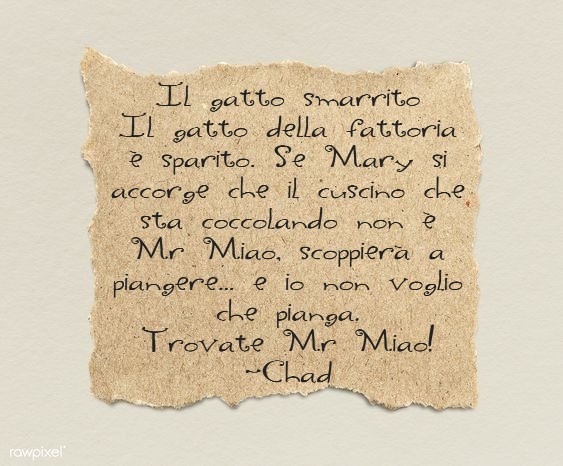 Il gatto smarrito
Il gatto della fattoria
è sparito. Se Mary si
accorge che il cuscino che
sta coccolando non è
Mr Miao, scoppierà a
piangere... e io non voglio
che pianga.
Trovate Mr Miao!
~Chad
rawpixel